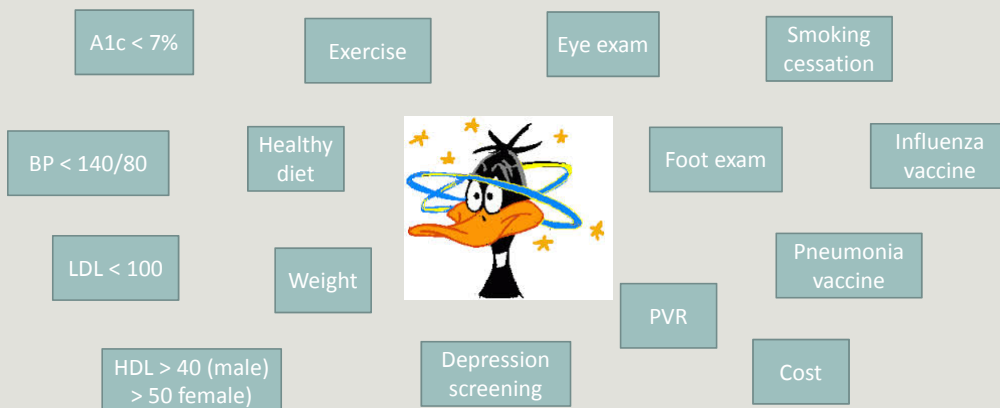 A1c < 7%
Exercise
Eye exam
Smoking
cessation
BP < 140/80
Healthy
diet
Foot exam
Influenza
vaccine
LDL < 100
Weight
Pneumonia
vaccine
PVR
HDL > 40 (male)
> 50 female)
Depression
screening
Cost